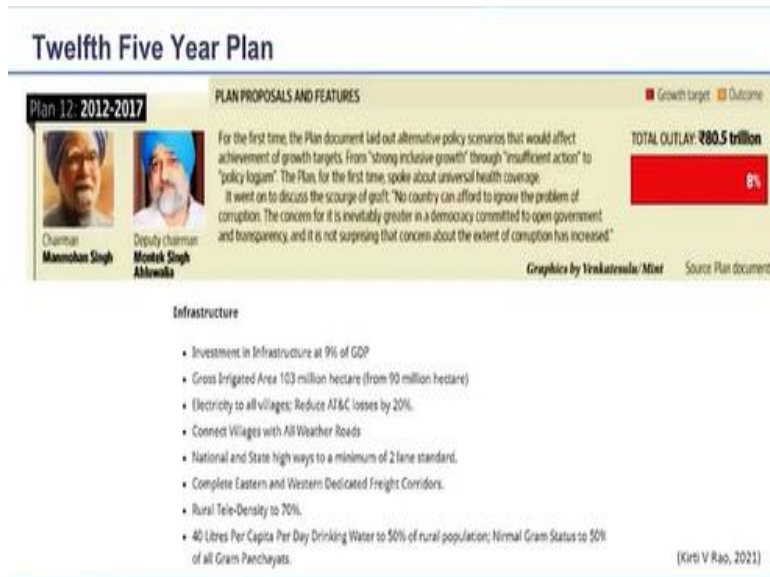 Twelfth Five Year Plan
Plan 12: 2012-2017
PLAN PROPOSALS AND FEATURES
Growth target Outcome
For the first time, the Plan document laid out alternative policy scenarios that would affect
achievement of growth targets. From "strong inclusive growth" through "insufficient action" to
"policy logjam". The Plan, for the first time, spoke about universal health coverage.
It went on to discuss the scourge of graft: "No country can afford to ignore the problem of
corruption. The concern for it is inevitably greater in a democracy committed to open government
and transparency, and it is not surprising that concern about the extent of corruption has increased."
TOTAL OUTLAY: ₹80.5 trillion
8%
Chairman
Manmohan Singh
Deputy chairman
Montek Singh
Ahluwalia
Graphics by Venkatesulu/Mint
Source Plan document
Infrastructure
• Investment in Infrastructure at 9% of GDP
• Gross Irrigated Area 103 million hectare (from 90 million hectare)
• Electricity to all villages; Reduce AT&C losses by 20%.
• Connect Villages with All Weather Roads
• National and State high ways to a minimum of 2 lane standard.
• Complete Eastern and Western Dedicated Freight Corridors.
• Rural Tele-Density to 70%.
• 40 Litres Per Capita Per Day Drinking Water to 50% of rural population; Nirmal Gram Status to 50%
of all Gram Panchayats.
(Kirti V Rao, 2021)